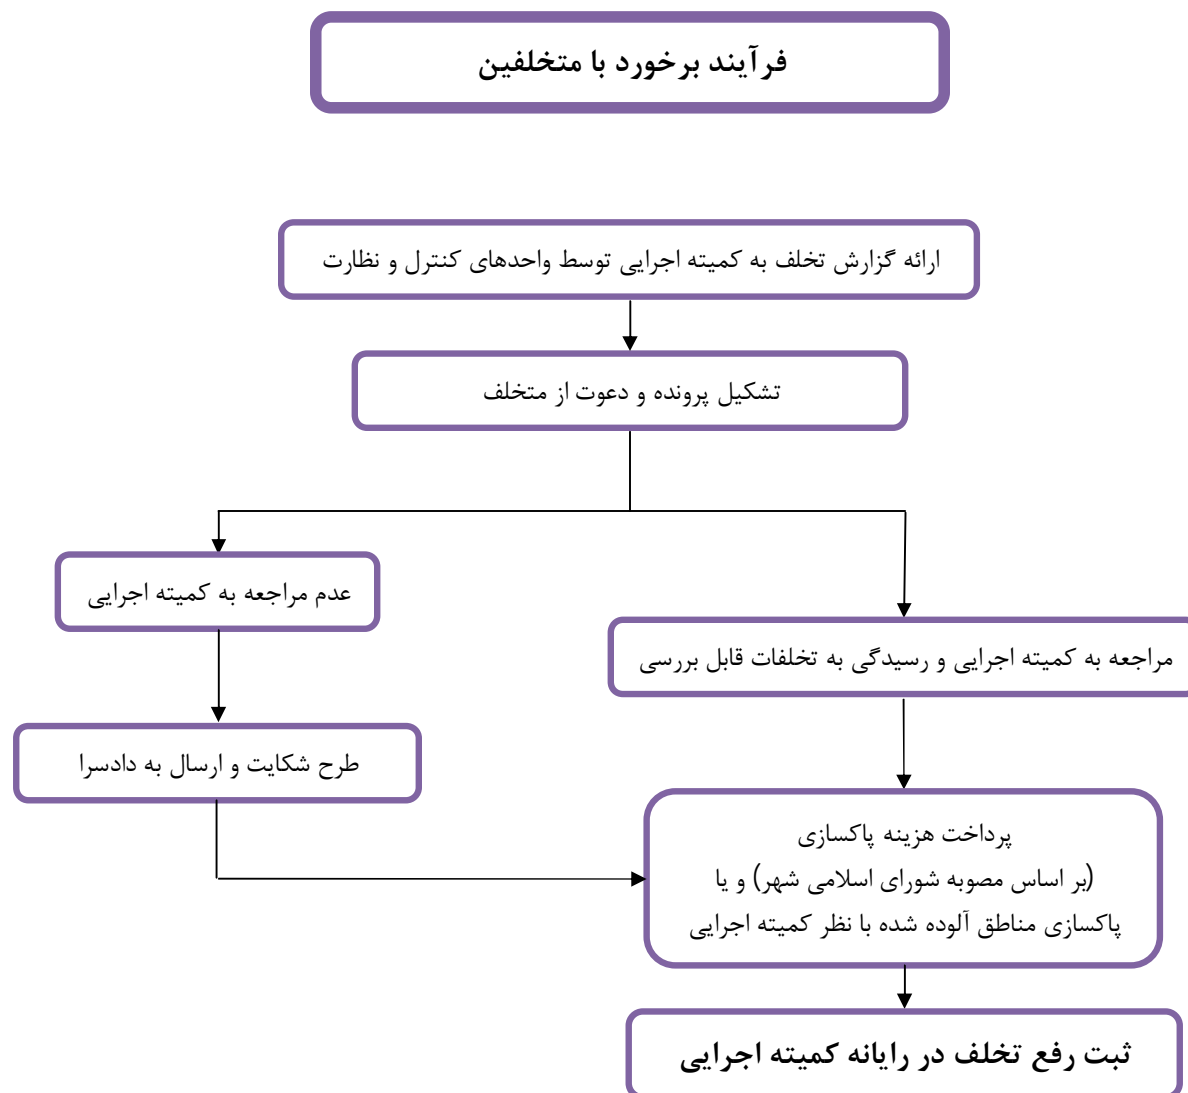 فرآیند برخورد با متخلفین
ارائه گزارش تخلف به کمیته اجرایی توسط واحدهای کنترل و نظارت
تشکیل پرونده و دعوت از متخلف
عدم مراجعه به کمیته اجرایی
مراجعه به کمیته اجرایی و رسیدگی به تخلفات قابل بررسی
طرح شکایت و ارسال به دادسرا
پرداخت هزینه پاکسازی
(بر اساس مصوبه شورای اسلامی شهر) و یا
پاکسازی مناطق آلوده شده با نظر کمیته اجرایی
ثبت رفع تخلف در رایانه کمیته اجرایی